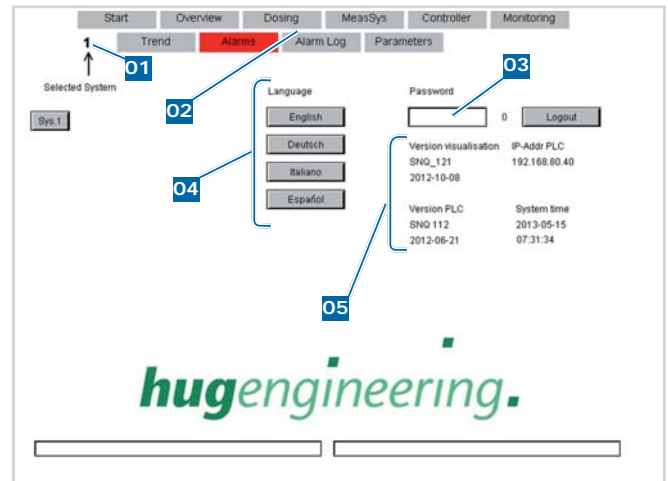 Start Overview Dosing MeasSys Controller Monitoring
1 Trend Alarms Alarm Log Parameters
01
Selected System
Sys.1
02
03
Language
English
Deutsch
Italiano
Español
04
Password
0 Logout
Version visualisation IP-Addr PLC
SNQ_121 192.168.80.40
2012-10-08
Version PLC System time
SNQ 112 2013-05-15
2012-06-21 07:31:34
05
hugengineering.